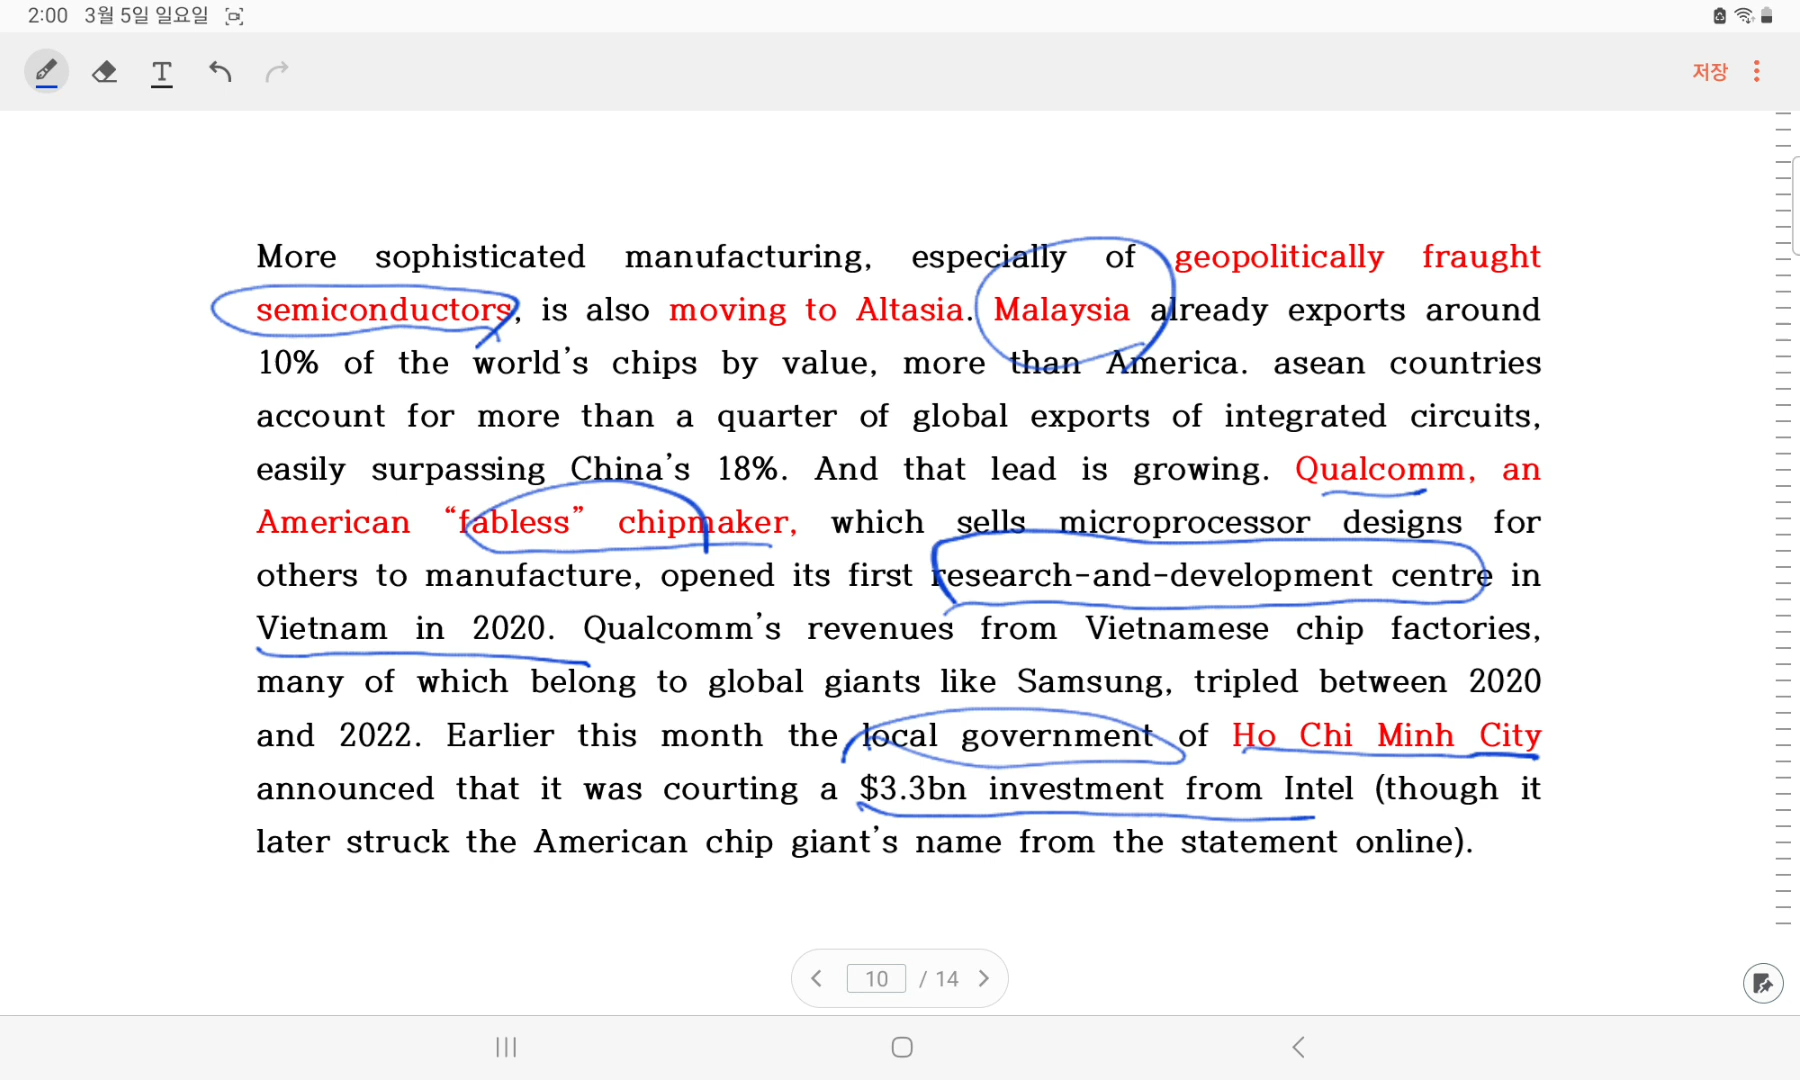 2:00 3월 5일 일요일
T 저장
More sophisticated manufacturing, especially of geopolitically fraught
semiconductors, is also moving to Altasia. Malaysia already exports around
10% of the world's chips by value, more than America. asean countries
account for more than a quarter of global exports of integrated circuits,
easily surpassing China's 18%. And that lead is growing. Qualcomm, an
American “fabless” chipmaker, which sells microprocessor designs for
others to manufacture, opened its first research-and-development centre in
Vietnam in 2020. Qualcomm's revenues from Vietnamese chip factories,
many of which belong to global giants like Samsung, tripled between 2020
and 2022. Earlier this month the local government of Ho Chi Minh City
announced that it was courting a $3.3bn investment from Intel (though it
later struck the American chip giant's name from the statement online).
10 / 14